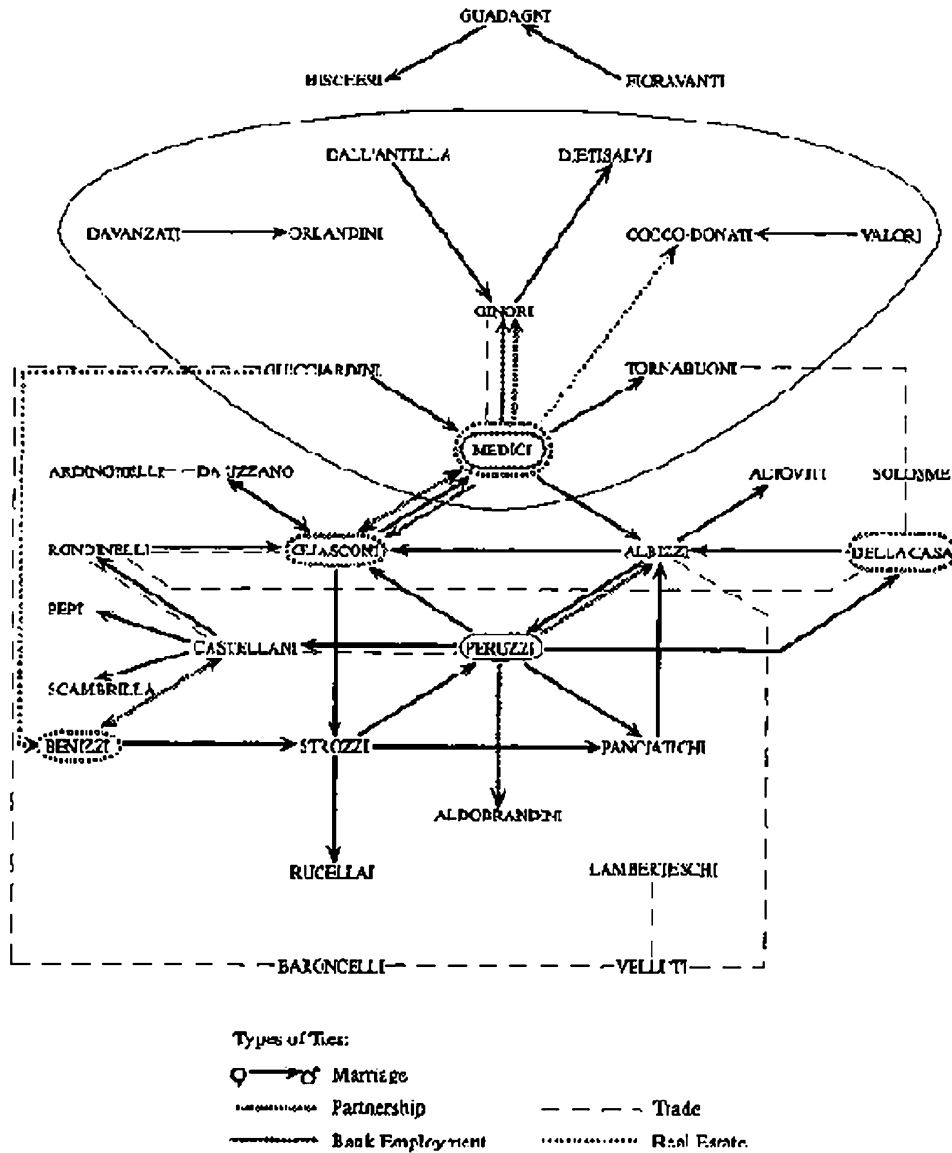 GUADAGNI
BISCHERI FIORAVANTI
DALL'ANTELLA DIETISALVI
DAVANZATI ORLANDINI COCCO-DONATI VALORI
GINORI
GUICCIARDINI TORNABUONI
MEDICI
ARDINGHELLI DA UZZANO ALTOVITI SOLOSMEI
RONDINELLI GUASCONI ALBIZZI DELLA CASA
PEPI
CASTELLANI PERUZZI
SCAMBRILLA
BENIZZI STROZZI PANCIATICHI
ALDOBRANDINI
RUCELLAI LAMBERTESCHI
BARONCELLI VELLUTI
Types of Ties:
Marriage
Partnership Trade
Bank Employment Real Estate